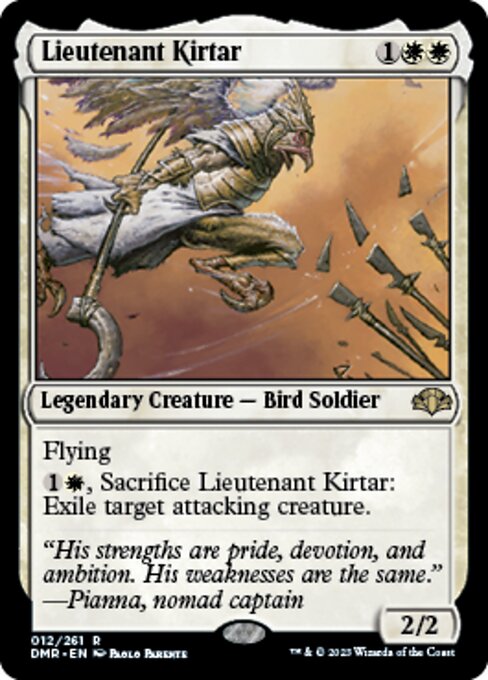 Lieutenant Kirtar 1
Legendary Creature — Bird Soldier
Flying
1, Sacrifice Lieutenant Kirtar:
Exile target attacking creature.
“His strengths are pride, devotion, and
ambition. His weaknesses are the same.”
—Pianna, nomad captain
2/2
012/261 R
DMR • EN Paolo Parente
™ & © 2023 Wizards of the Coast